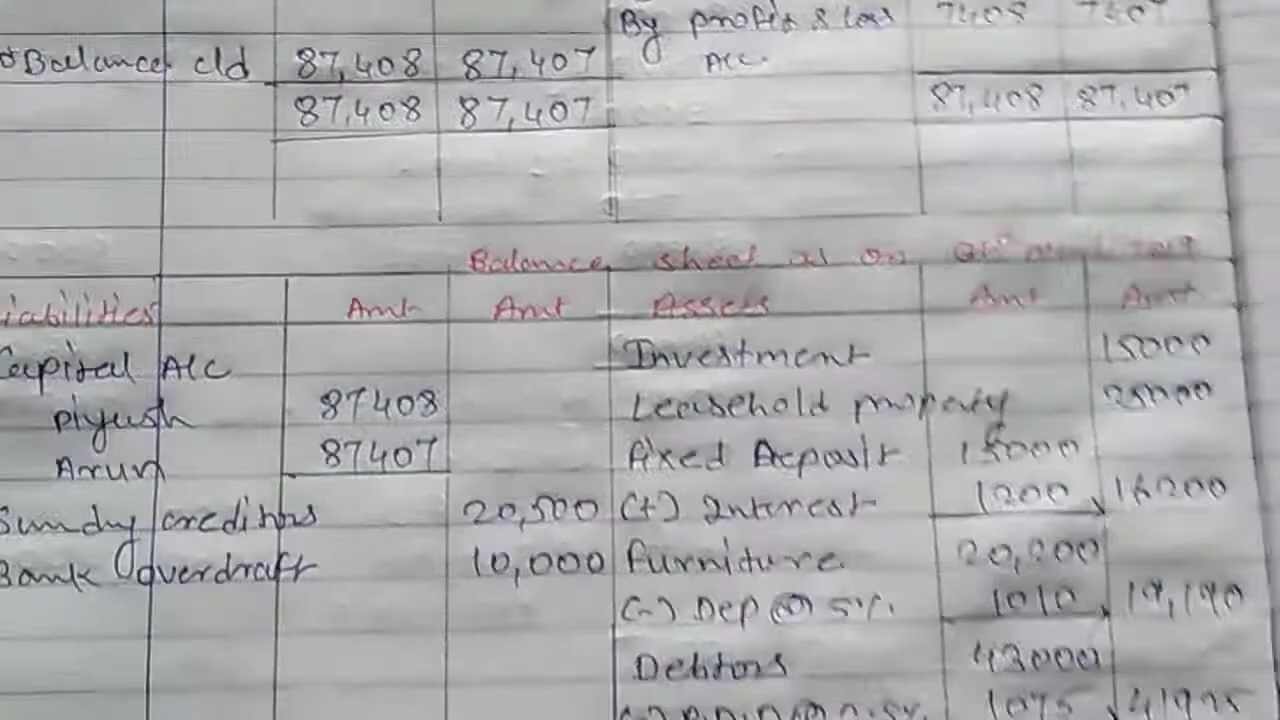 By profit & loss 7408 7407
Balance c/d 87,408 87,407 A/c.
87,408 87,407 87,408 87,407
Balance sheet as on
iabilities Amt Amt Assets Amt Amt
Capital A/c Investment 15000
Piyush 87408 Leasehold property 25000
Arrun 87407 fixed Deposit 15000
Sundry creditors 20,500 (+) Interest 1200 16200
Bank overdraft 10,000 furniture 20,200
(-) Dep @ 5%. 1010 19,190
Debtors 43000
1075 41925